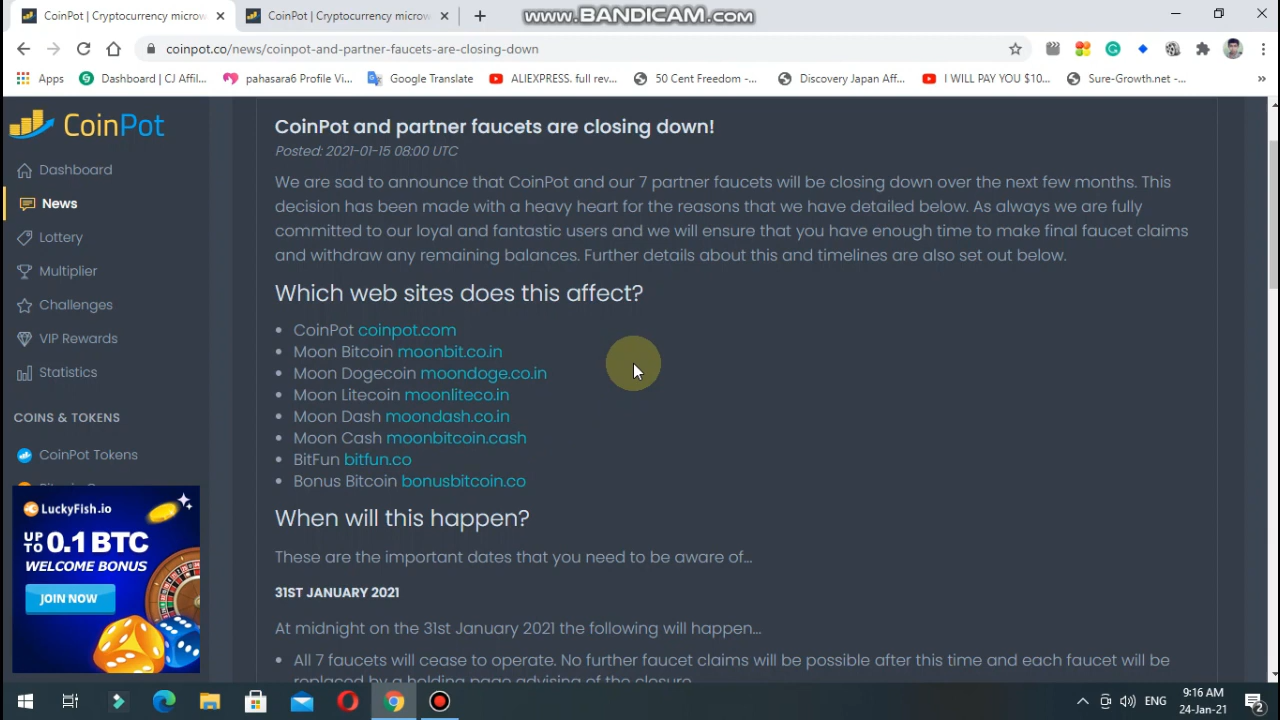 CoinPot | Cryptocurrency microw
CoinPot | Cryptocurrency microw
www.BANDICAM.com
coinpot.co/news/coinpot-and-partner-faucets-are-closing-down
Apps
Dashboard | CJ Affil...
pahasara6 Profile Vi...
Google Translate
ALIEXPRESS. full rev...
50 Cent Freedom -...
Discovery Japan Aff...
I WILL PAY YOU $10...
Sure-Growth.net -...
»
CoinPot
Dashboard
News
Lottery
Multiplier
Challenges
VIP Rewards
Statistics
COINS & TOKENS
CoinPot Tokens
LuckyFish.io
UP TO 0.1 BTC
WELCOME BONUS
JOIN NOW
CoinPot and partner faucets are closing down!
Posted: 2021-01-15 08:00 UTC
We are sad to announce that CoinPot and our 7 partner faucets will be closing down over the next few months. This
decision has been made with a heavy heart for the reasons that we have detailed below. As always we are fully
committed to our loyal and fantastic users and we will ensure that you have enough time to make final faucet claims
and withdraw any remaining balances. Further details about this and timelines are also set out below.
Which web sites does this affect?
• CoinPot coinpot.com
• Moon Bitcoin moonbit.co.in
• Moon Dogecoin moondoge.co.in
• Moon Litecoin moonliteco.in
• Moon Dash moondash.co.in
• Moon Cash moonbitcoin.cash
• BitFun bitfun.co
• Bonus Bitcoin bonusbitcoin.co
When will this happen?
These are the important dates that you need to be aware of...
31ST JANUARY 2021
At midnight on the 31st January 2021 the following will happen...
• All 7 faucets will cease to operate. No further faucet claims will be possible after this time and each faucet will be
replaced by a holding page advising of the closure
ENG
9:16 AM
24-Jan-21
2